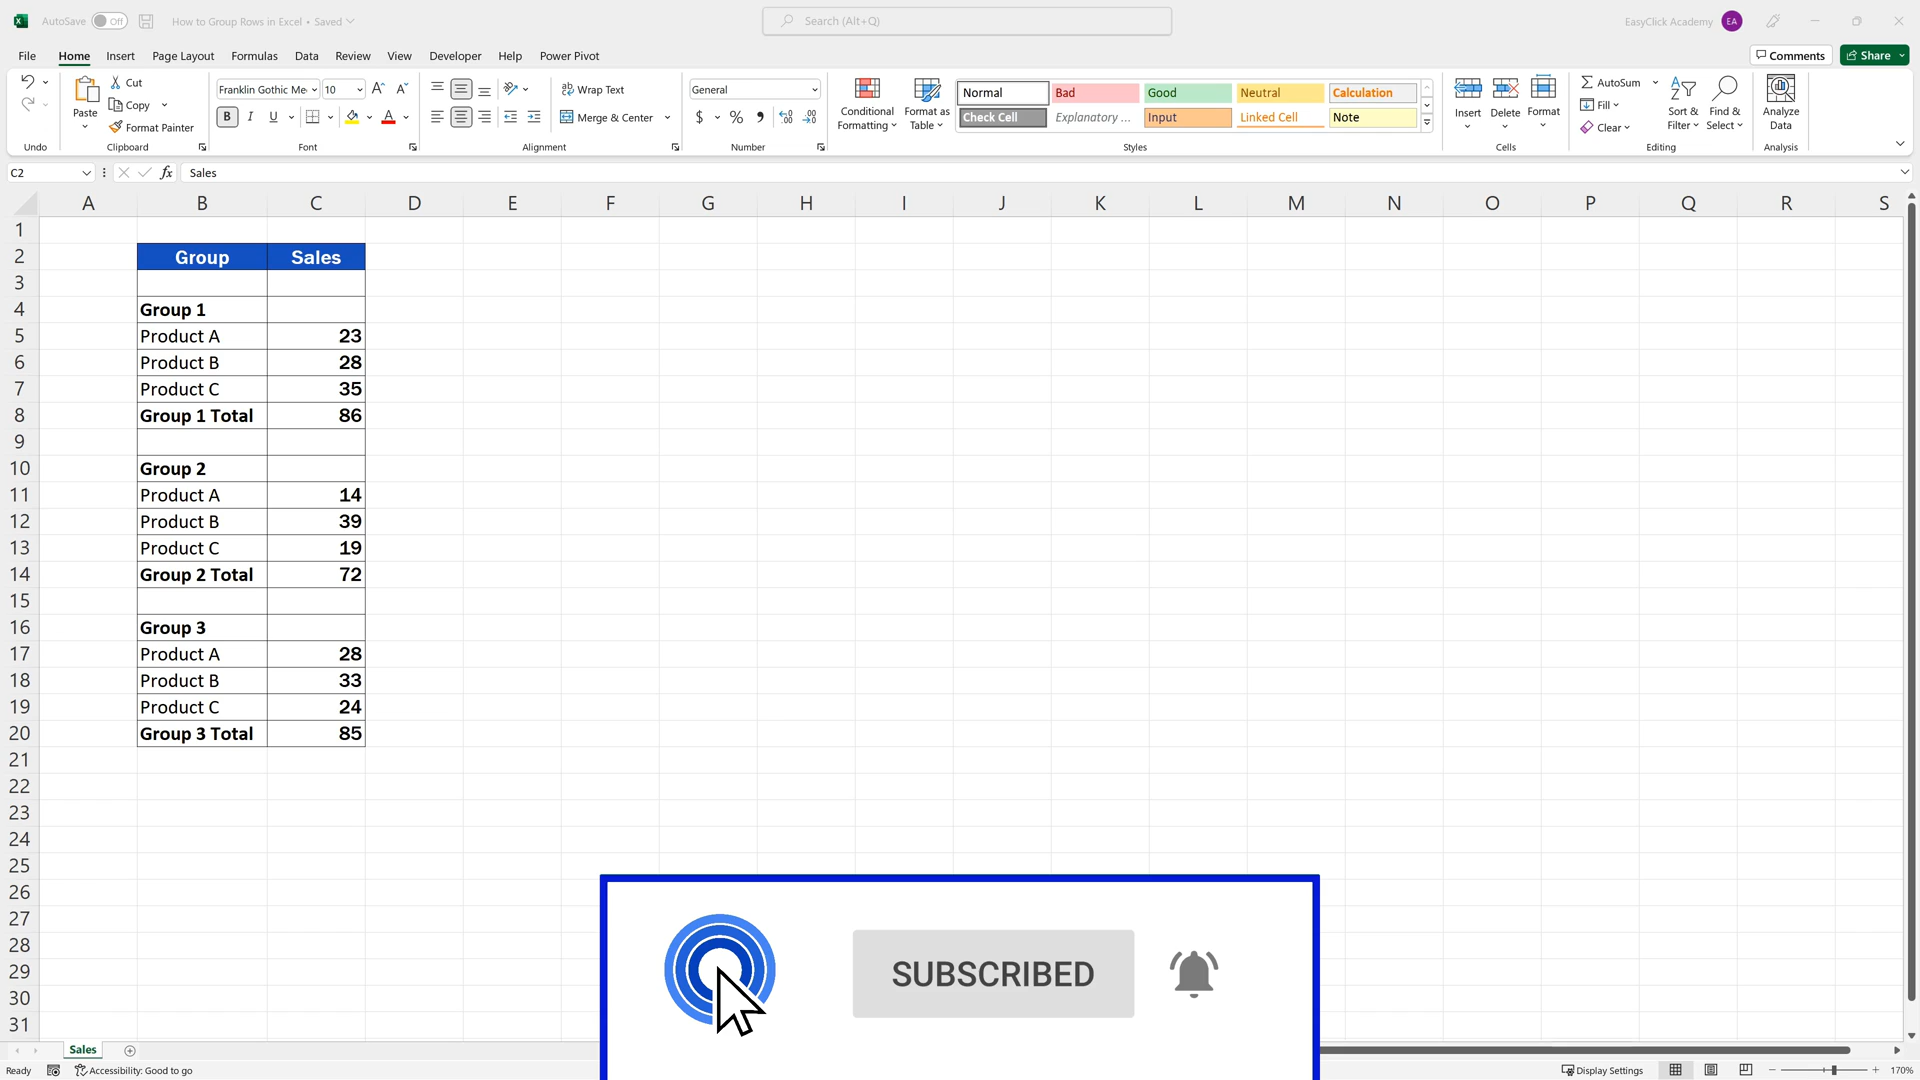 AutoSave Off How to Group Rows in Excel • Saved Search (Alt+Q) EasyClick Academy EA
File Home Insert Page Layout Formulas Data Review View Developer Help Power Pivot Comments Share
Cut
Copy
Format Painter
Paste
Undo
Clipboard
Franklin Gothic Me 10
B I U
Font
Wrap Text
Merge & Center
Alignment
General
$ % 9
Number
Conditional Formatting
Format as Table
Normal Bad Good Neutral Calculation
Check Cell Explanatory ... Input Linked Cell Note
Styles
Insert Delete Format
Cells
AutoSum
Fill
Clear
Sort & Filter
Find & Select
Editing
Analyze Data
Analysis
C2 fx Sales
A B C D E F G H I J K L M N O P Q R S
1
2 Group Sales
3
4 Group 1
5 Product A 23
6 Product B 28
7 Product C 35
8 Group 1 Total 86
9
10 Group 2
11 Product A 14
12 Product B 39
13 Product C 19
14 Group 2 Total 72
15
16 Group 3
17 Product A 28
18 Product B 33
19 Product C 24
20 Group 3 Total 85
21
22
23
24
25
26
27
28
29
30
31
SUBSCRIBED
Sales
Ready Accessibility: Good to go Display Settings 170%